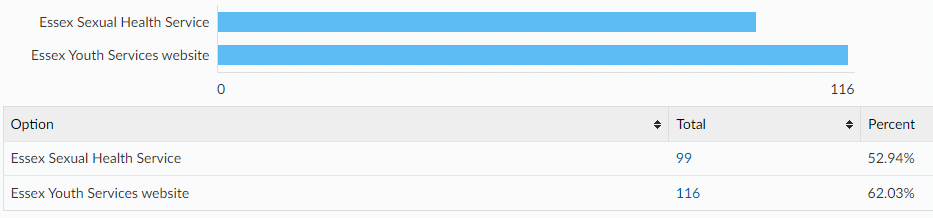 Essex Sexual Health Service
Essex Youth Services website
0 116
Option Total Percent
Essex Sexual Health Service 99 52.94%
Essex Youth Services website 116 62.03%